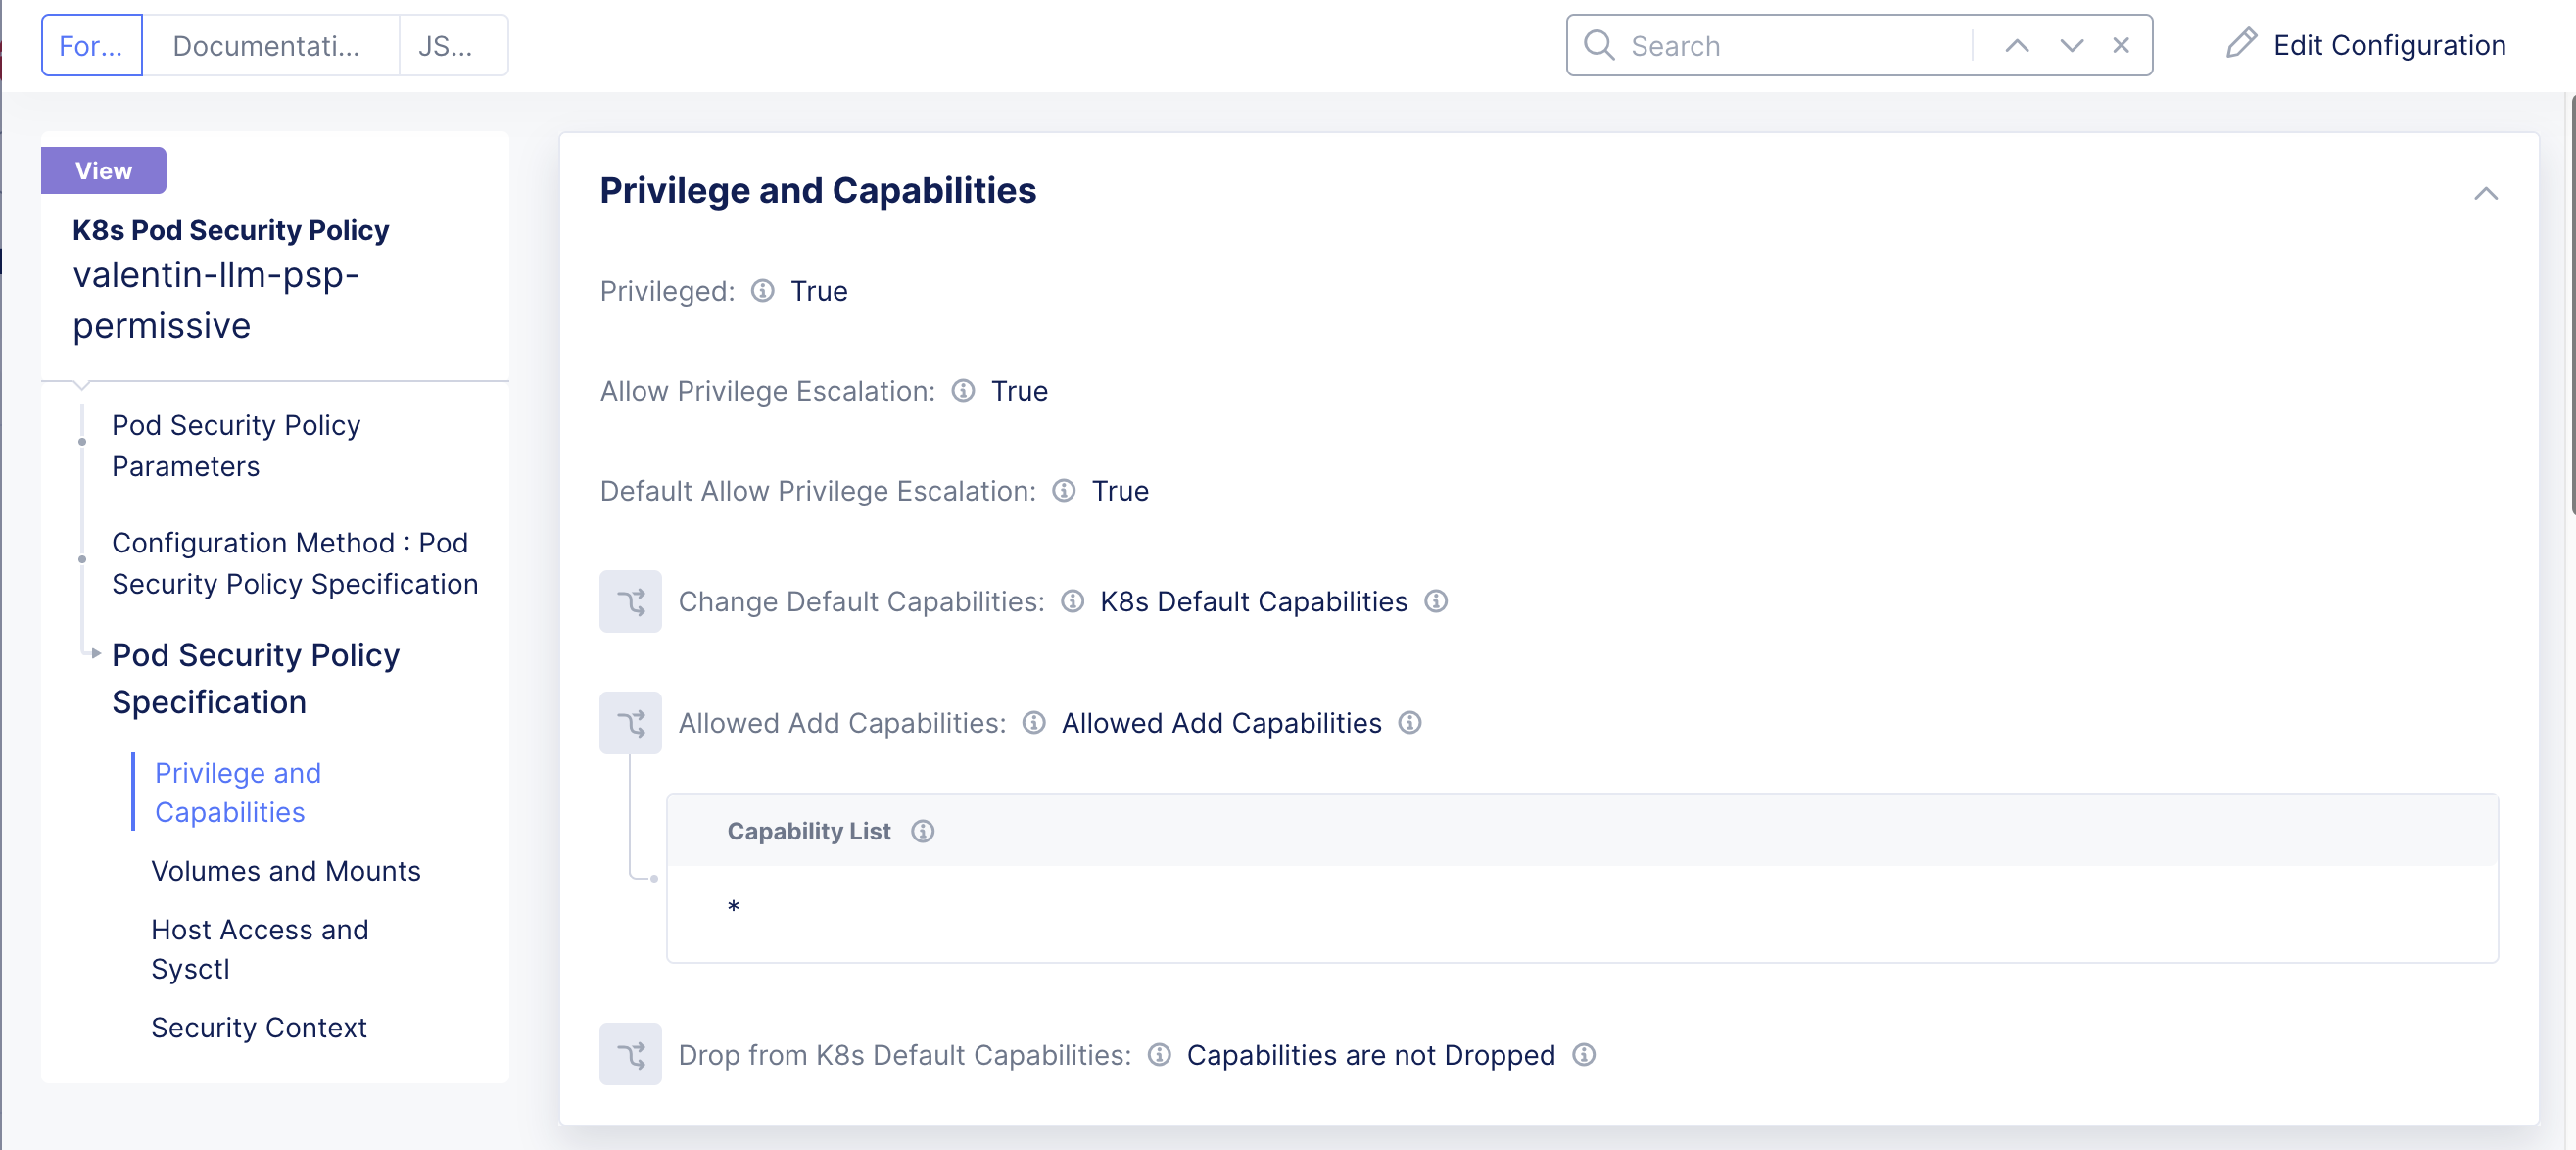 For...
Documentati...
JS...
Search
Edit Configuration
View
K8s Pod Security Policy
valentin-llm-psp-
permissive
Pod Security Policy
Parameters
Configuration Method : Pod
Security Policy Specification
Pod Security Policy
Specification
Privilege and
Capabilities
Volumes and Mounts
Host Access and
Sysctl
Security Context
Privilege and Capabilities
Privileged: True
Allow Privilege Escalation: True
Default Allow Privilege Escalation: True
Change Default Capabilities: K8s Default Capabilities
Allowed Add Capabilities: Allowed Add Capabilities
Capability List
*
Drop from K8s Default Capabilities: Capabilities are not Dropped